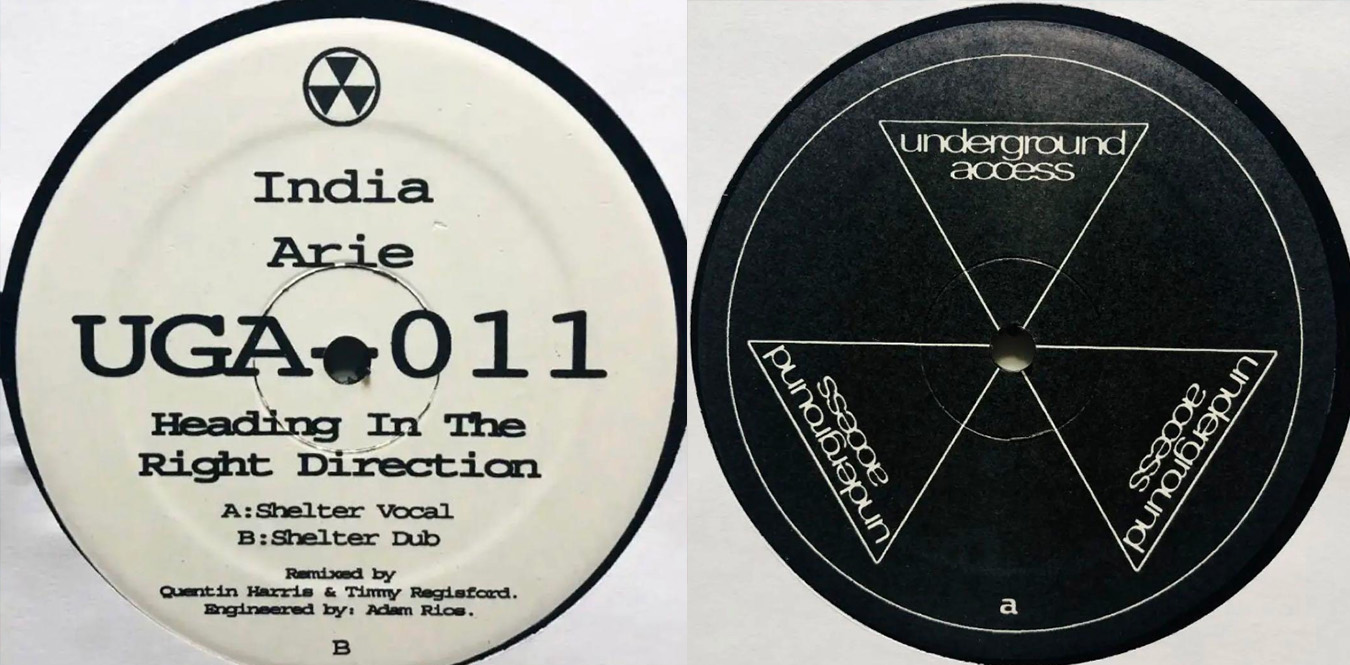 India
Arie
UGA-011
Heading In The
Right Direction
A:Shelter Vocal
B:Shelter Dub
Remixed by
Quentin Harris & Timmy Regisford.
Engineered by: Adam Rios.
B
underground
access
underground
access
underground
access
a